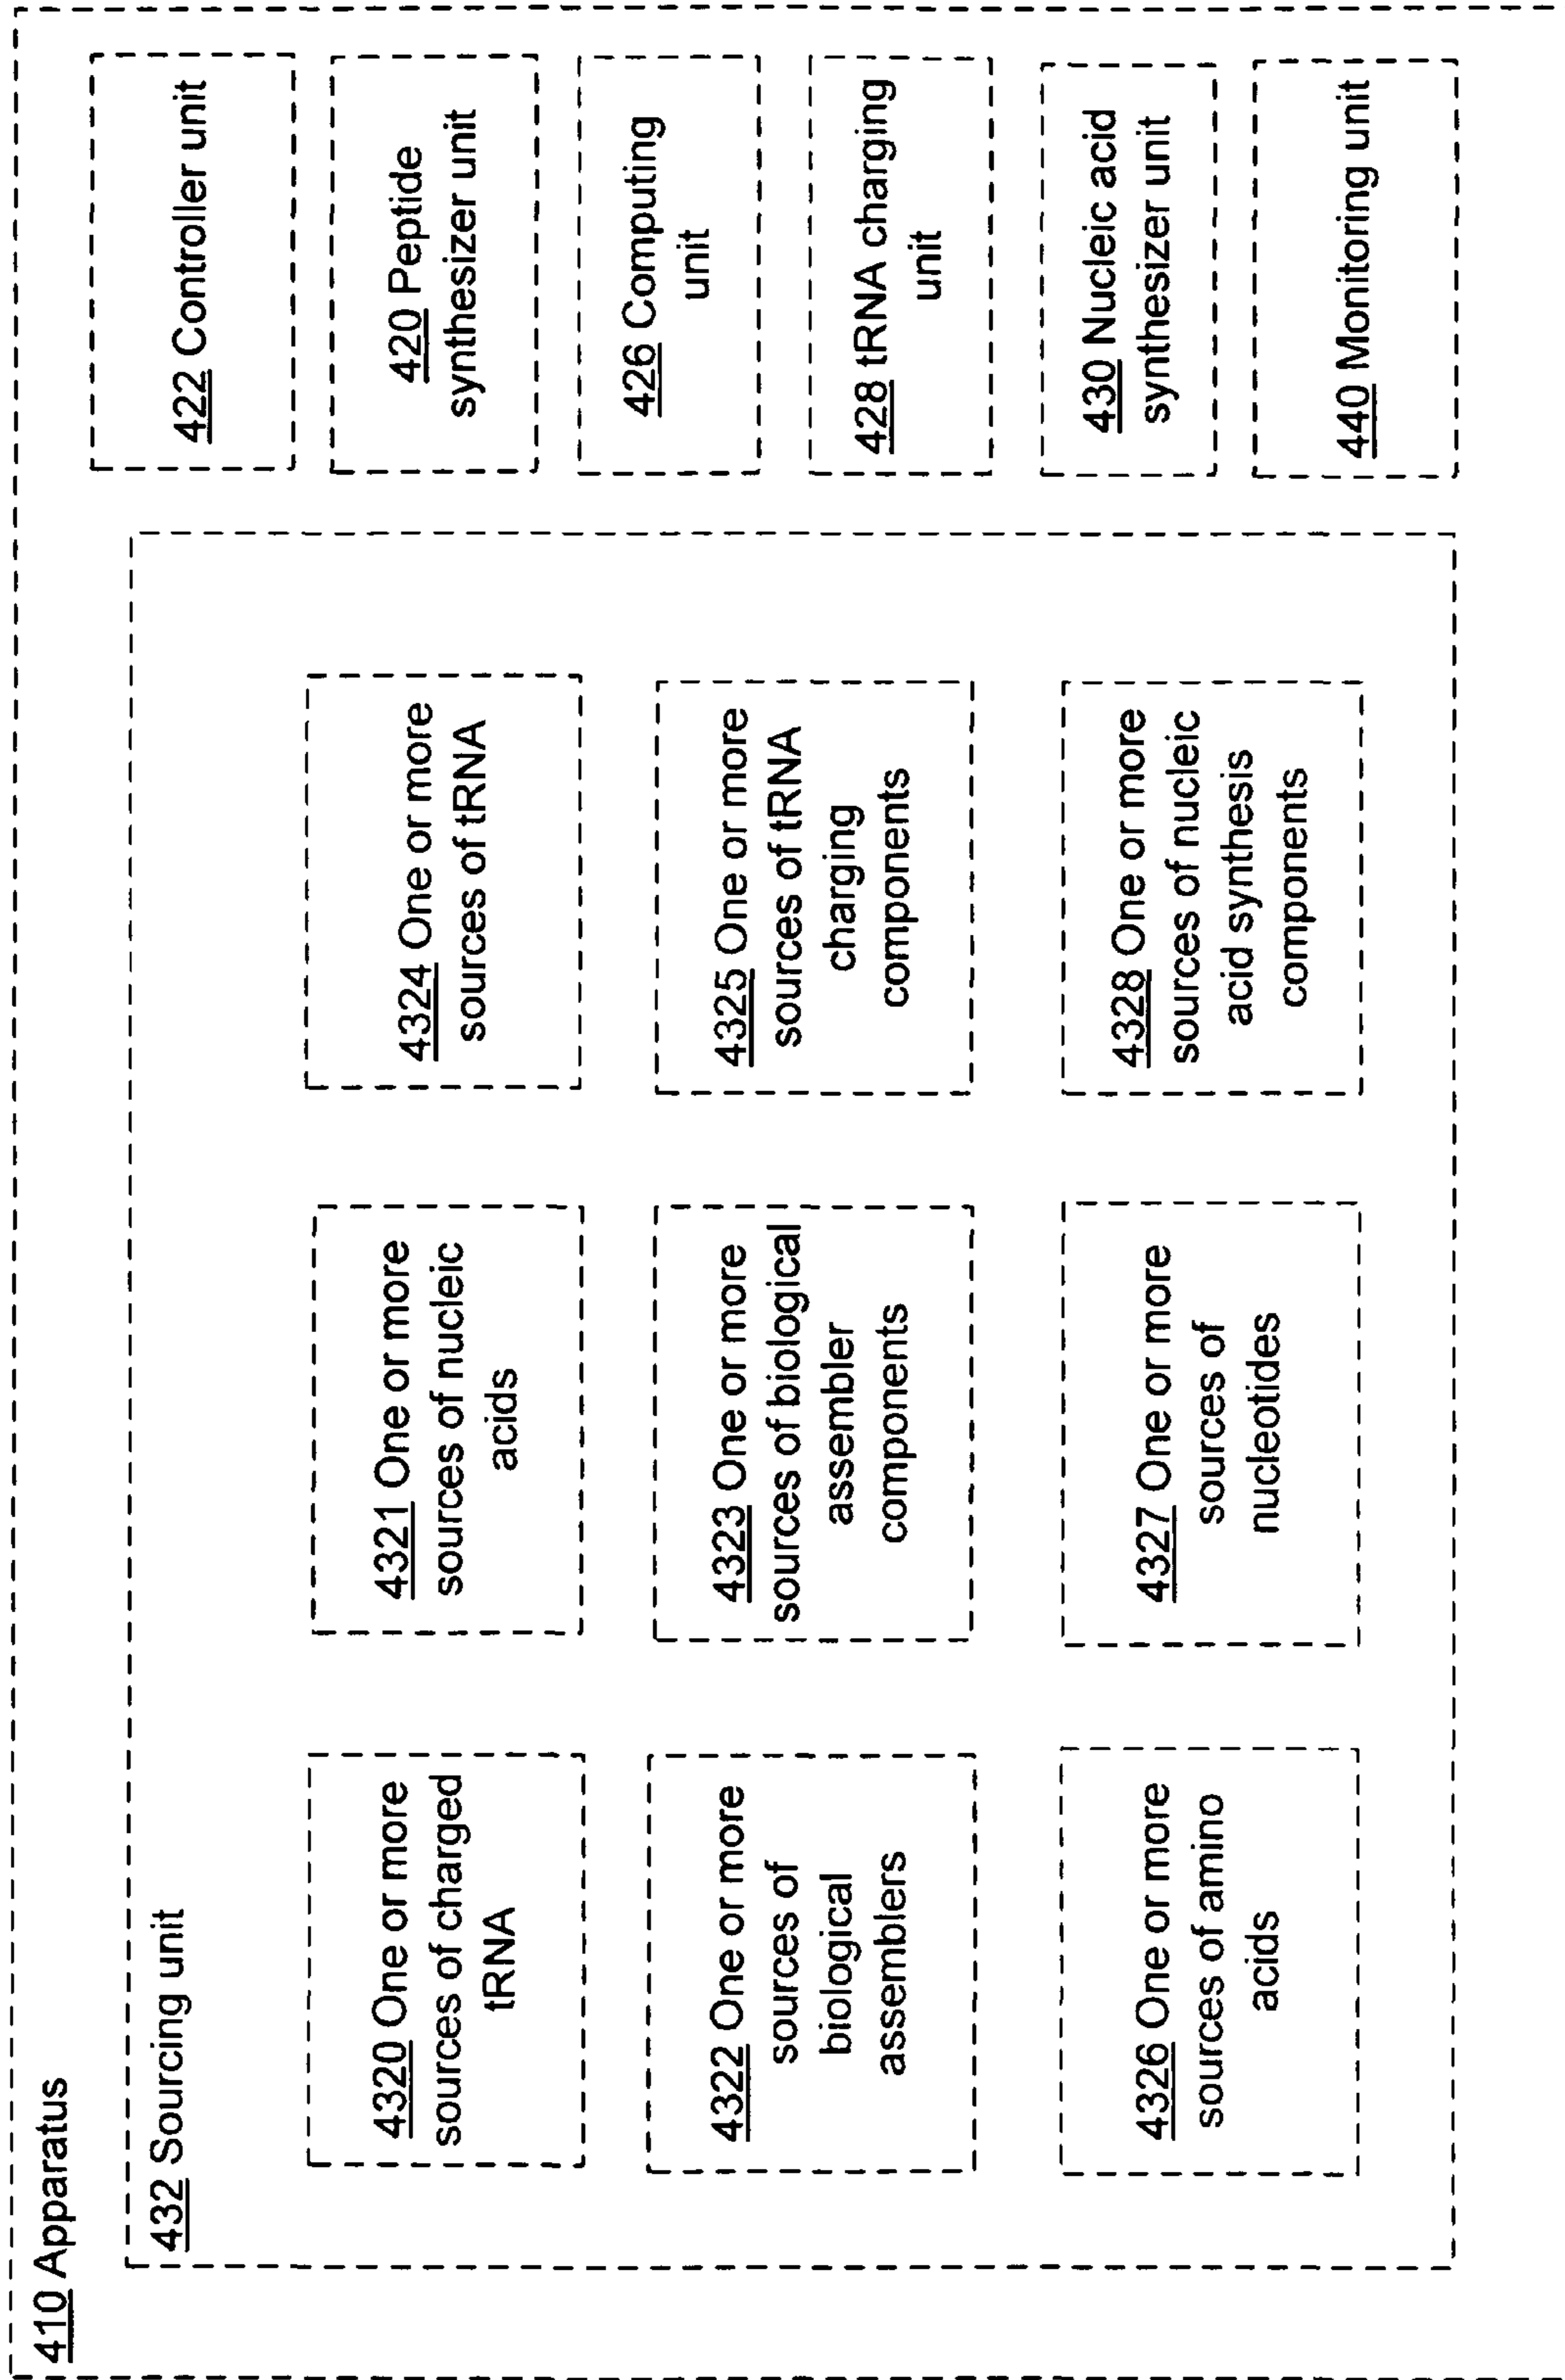 410 Apparatus
432 Sourcing unit
4320 One or more
sources of charged
tRNA
4321 One or more
sources of nucleic
acids
4324 One or more
sources of tRNA
4322 One or more
sources of
biological
assemblers
4323 One or more
sources of biological
assembler
components
4325 One or more
sources of tRNA
charging
components
4326 One or more
sources of amino
acids
4327 One or more
sources of
nucleotides
4328 One or more
sources of nucleic
acid synthesis
components
422 Controller unit
420 Peptide
synthesizer unit
426 Computing
unit
428 tRNA charging
unit
430 Nucleic acid
synthesizer unit
440 Monitoring unit